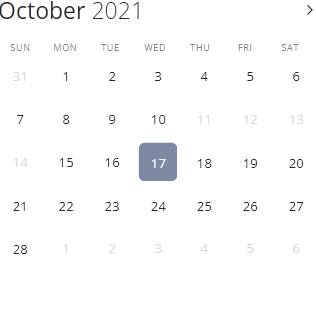 October 2021
SUN MON TUE WED THU FRI SAT
31 1 2 3 4 5 6
7 8 9 10 11 12 13
14 15 16 17 18 19 20
21 22 23 24 25 26 27
28 1 2 3 4 5 6